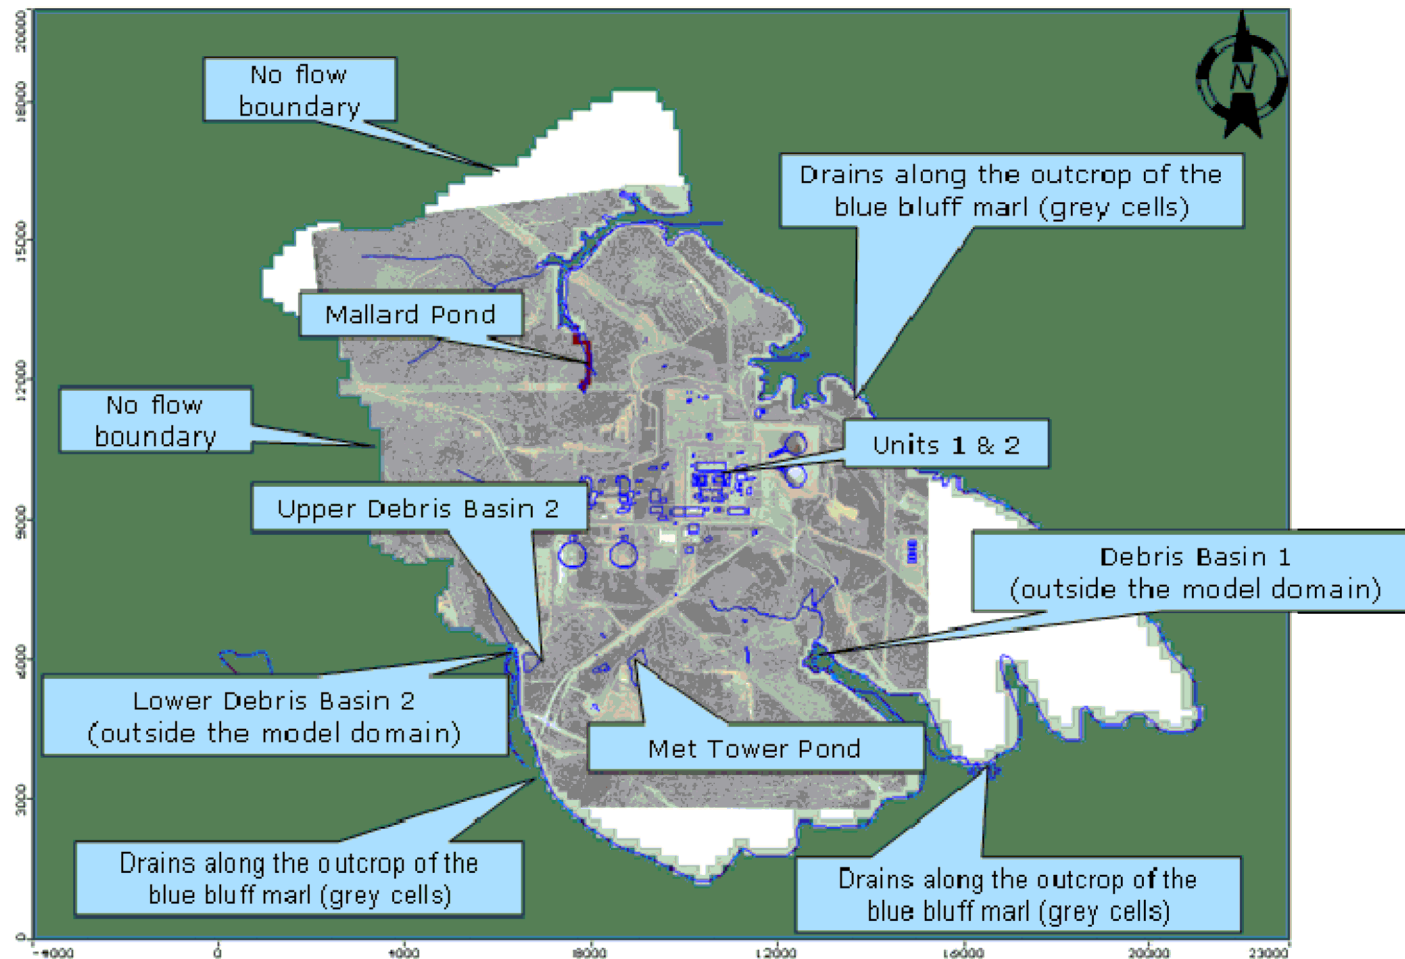 No flow
boundary
N
Drains along the outcrop of the
blue bluff marl (grey cells)
Mallard Pond
No flow
boundary
Units 1 & 2
Upper Debris Basin 2
Debris Basin 1
(outside the model domain)
Lower Debris Basin 2
(outside the model domain)
Met Tower Pond
Drains along the outcrop of the
blue bluff marl (grey cells)
Drains along the outcrop of the
blue bluff marl (grey cells)
20000
18000
15000
12000
9000
3000
0
0
4000
8000
12000
16000
20000
23000